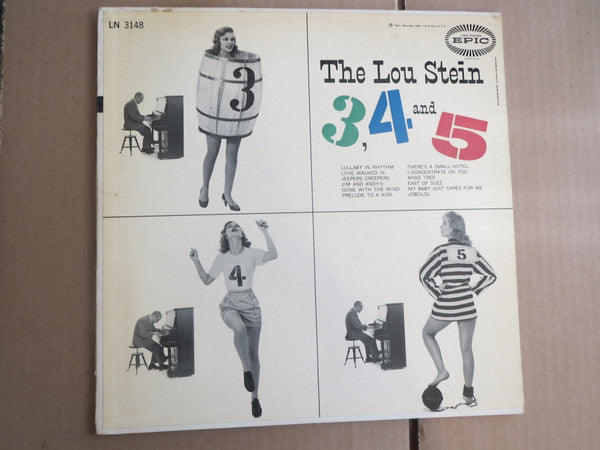 LN 3148
EPIC
The Lou Stein
3, 4 and 5
LULLABY IN RHYTHM
LOVE WALKED IN
JEEPERS CREEPERS
JIM AND ANDY'S
GONE WITH THE WIND
PRELUDE TO A KISS
THERE'S A SMALL HOTEL
I CONCENTRATE ON YOU
MING TREE
EAST OF SUEZ
MY BABY JUST CARES FOR ME
JOBOLOU
3
4
5